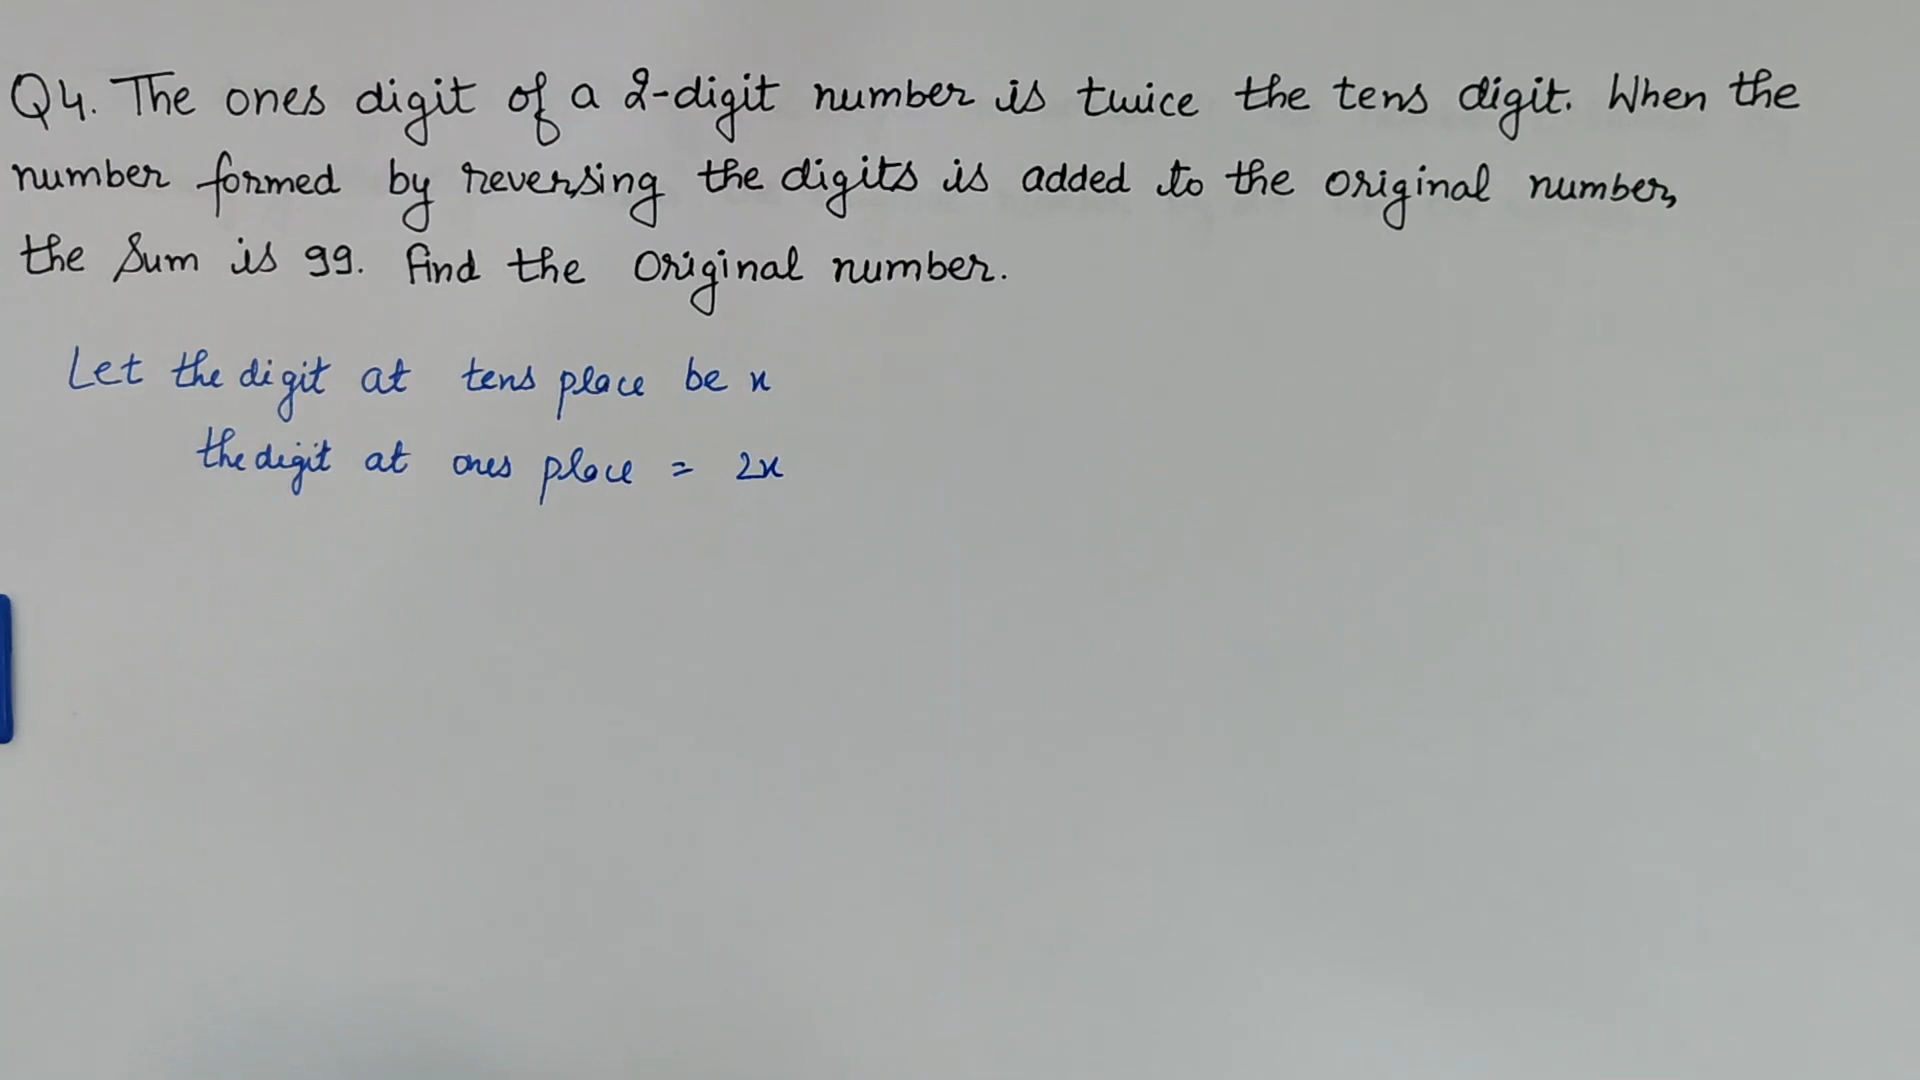 Q4. The ones digit of a 2-digit number is twice the tens digit. When the
number formed by reversing the digits is added to the original number,
the Sum is 99. find the Original number.
Let the digit at tens place be x
the digit at ones place = 2x